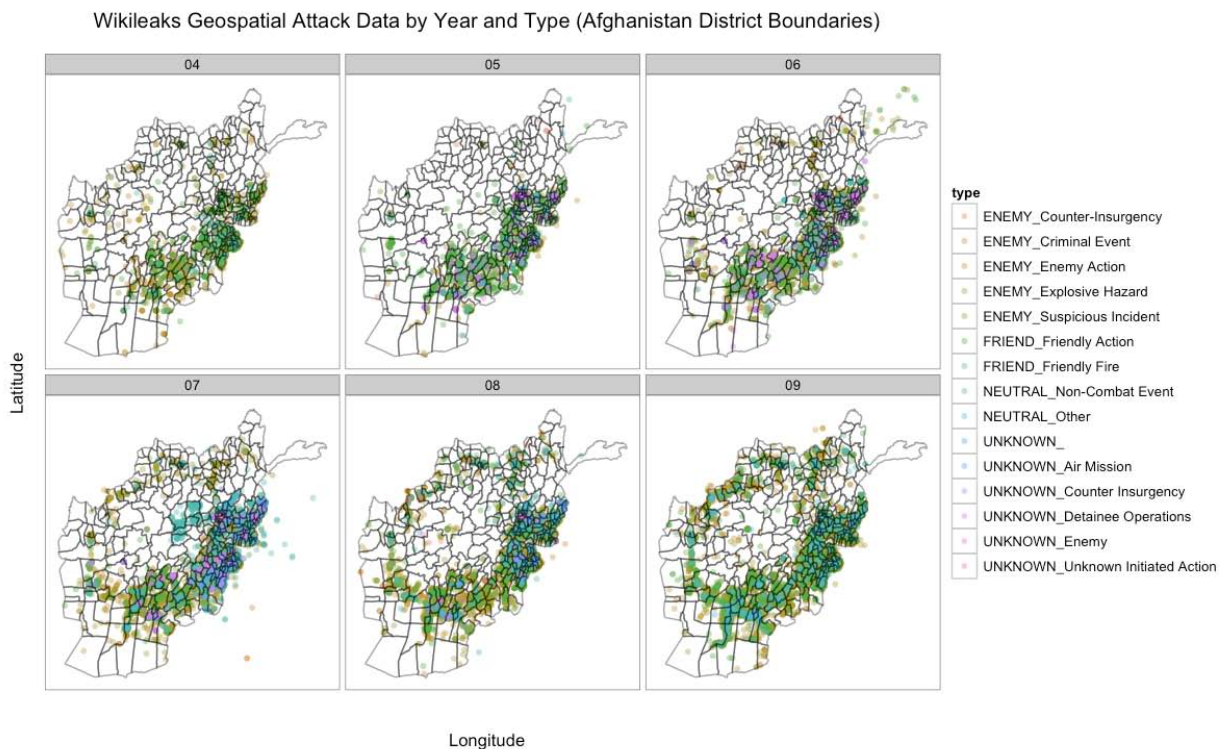 Wikileaks Geospatial Attack Data by Year and Type (Afghanistan District Boundaries)
04
05
06
07
08
09
Latitude
Longitude
type
ENEMY_Counter-Insurgency
ENEMY_Criminal Event
ENEMY_Enemy Action
ENEMY_Explosive Hazard
ENEMY_Suspicious Incident
FRIEND_Friendly Action
FRIEND_Friendly Fire
NEUTRAL_Non-Combat Event
NEUTRAL_Other
UNKNOWN_
UNKNOWN_Air Mission
UNKNOWN_Counter Insurgency
UNKNOWN_Detainee Operations
UNKNOWN_Enemy
UNKNOWN_Unknown Initiated Action